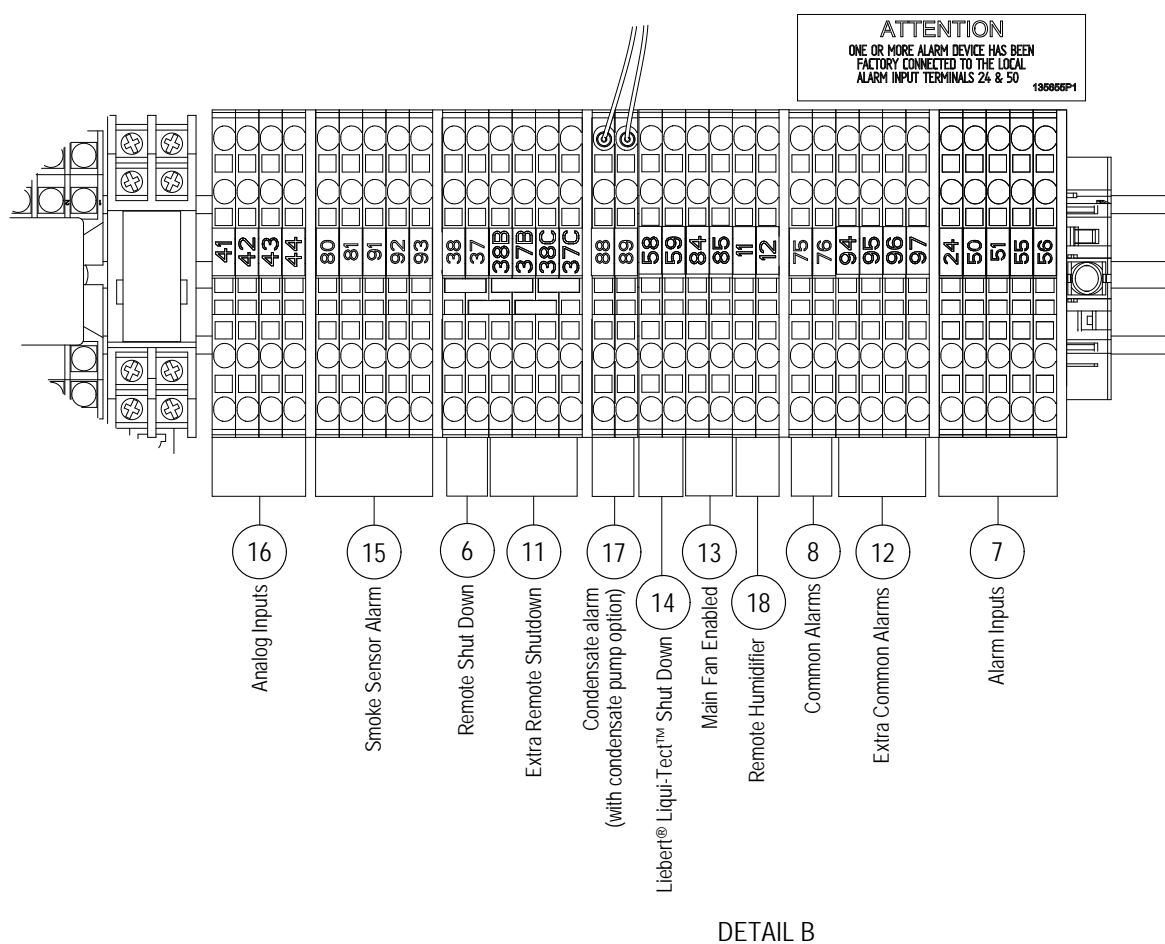 ATTENTION
ONE OR MORE ALARM DEVICE HAS BEEN
FACTORY CONNECTED TO THE LOCAL
ALARM INPUT TERMINALS 24 & 50
135655P1
41 42 43 44 80 81 91 92 93 38 37 38B 37B 38C 37C 88 89 58 59 84 85 11 12 75 76 94 95 96 97 24 50 51 55 56
16
Analog Inputs
15
Smoke Sensor Alarm
6
Remote Shut Down
11
Extra Remote Shutdown
17
Condensate alarm
(with condensate pump option)
14
Liebert® Liqui-Tect™ Shut Down
13
Main Fan Enabled
18
Remote Humidifier
8
Common Alarms
12
Extra Common Alarms
7
Alarm Inputs
DETAIL B